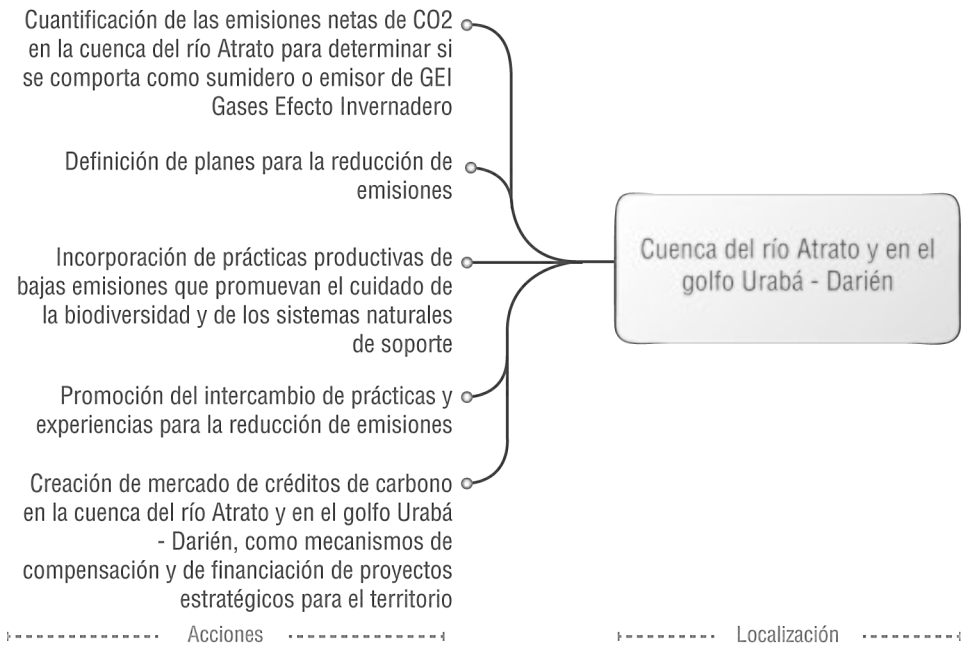 Cuantificación de las emisiones netas de CO2
en la cuenca del río Atrato para determinar si
se comporta como sumidero o emisor de GEI
Gases Efecto Invernadero
Definición de planes para la reducción de
emisiones
Incorporación de prácticas productivas de
bajas emisiones que promuevan el cuidado de
la biodiversidad y de los sistemas naturales
de soporte
Promoción del intercambio de prácticas y
experiencias para la reducción de emisiones
Creación de mercado de créditos de carbono
en la cuenca del río Atrato y en el golfo Urabá
- Darién, como mecanismos de
compensación y de financiación de proyectos
estratégicos para el territorio
Cuenca del río Atrato y en el
golfo Urabá - Darién
Acciones
Localización